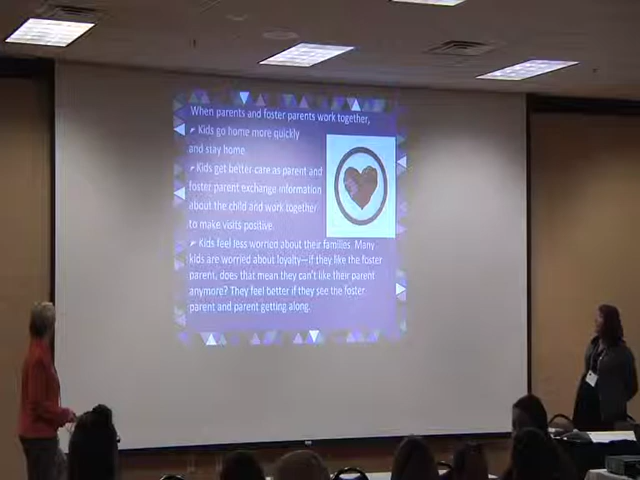 When parents and foster parents work together,
➢ Kids go home more quickly
and stay home
➢ Kids get better care as parent and
foster parent exchange information
about the child and work together
to make visits positive.
➢ Kids feel less worried about their families. Many
kids are worried about loyalty—if they like the foster
parent, does that mean they can't like their parent
anymore? They feel better if they see the foster
parent and parent getting along.